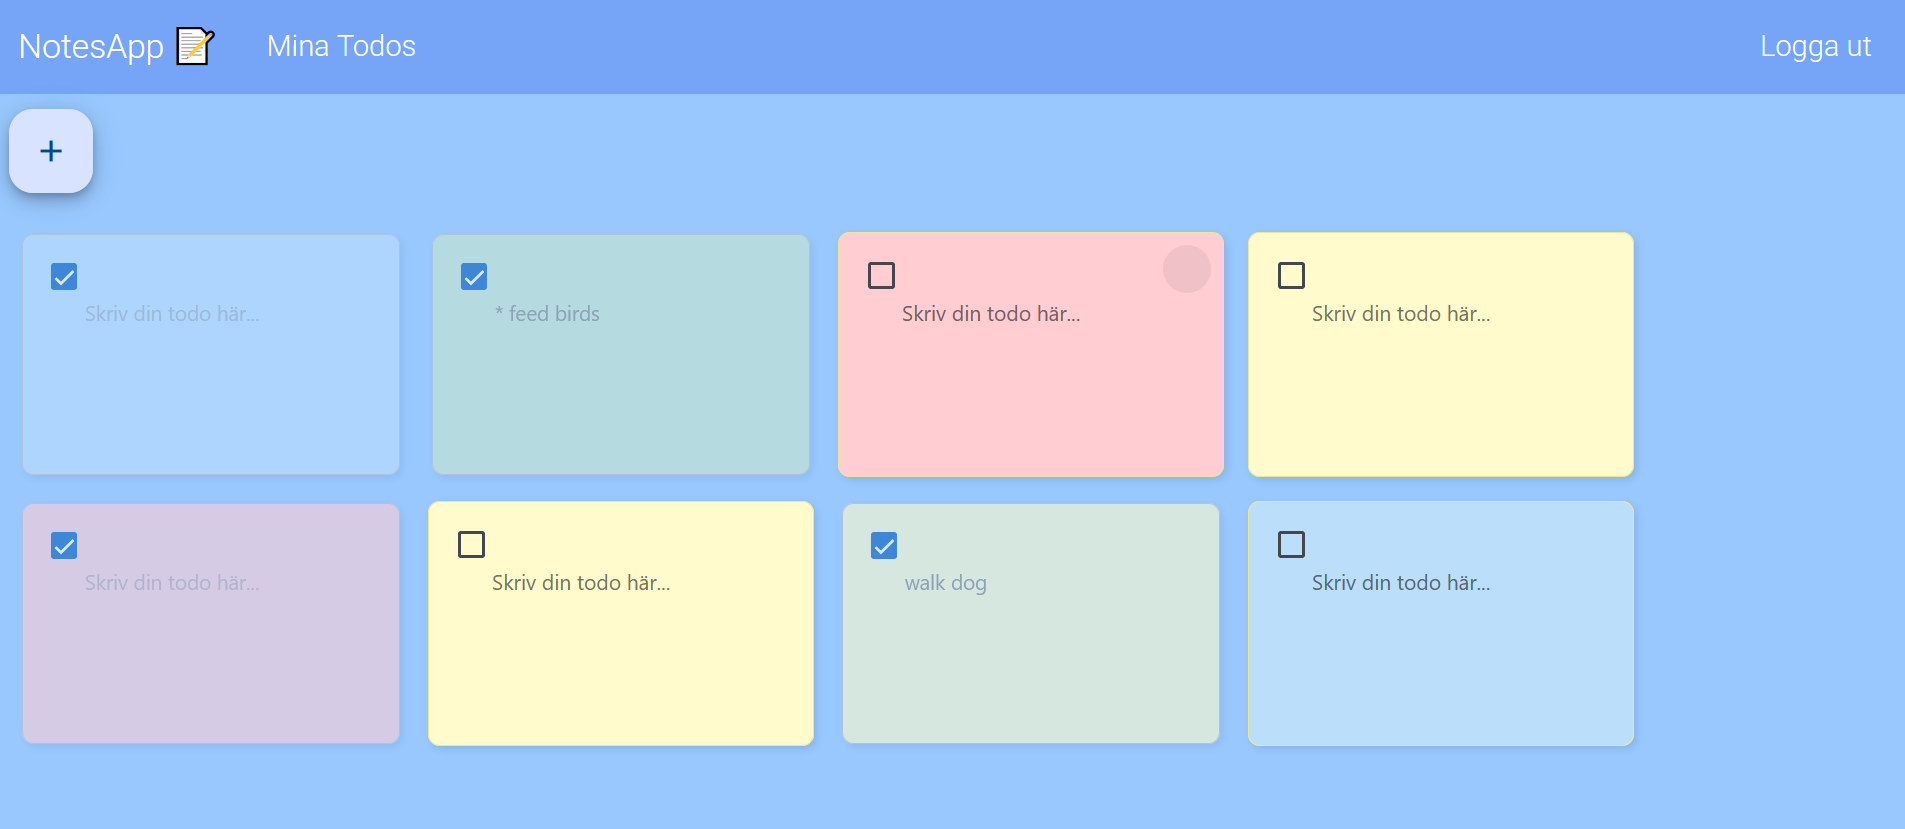 NotesApp 📝 Mina Todos Logga ut
+
Skriv din todo här...
* feed birds
Skriv din todo här...
Skriv din todo här...
Skriv din todo här...
Skriv din todo här...
walk dog
Skriv din todo här...